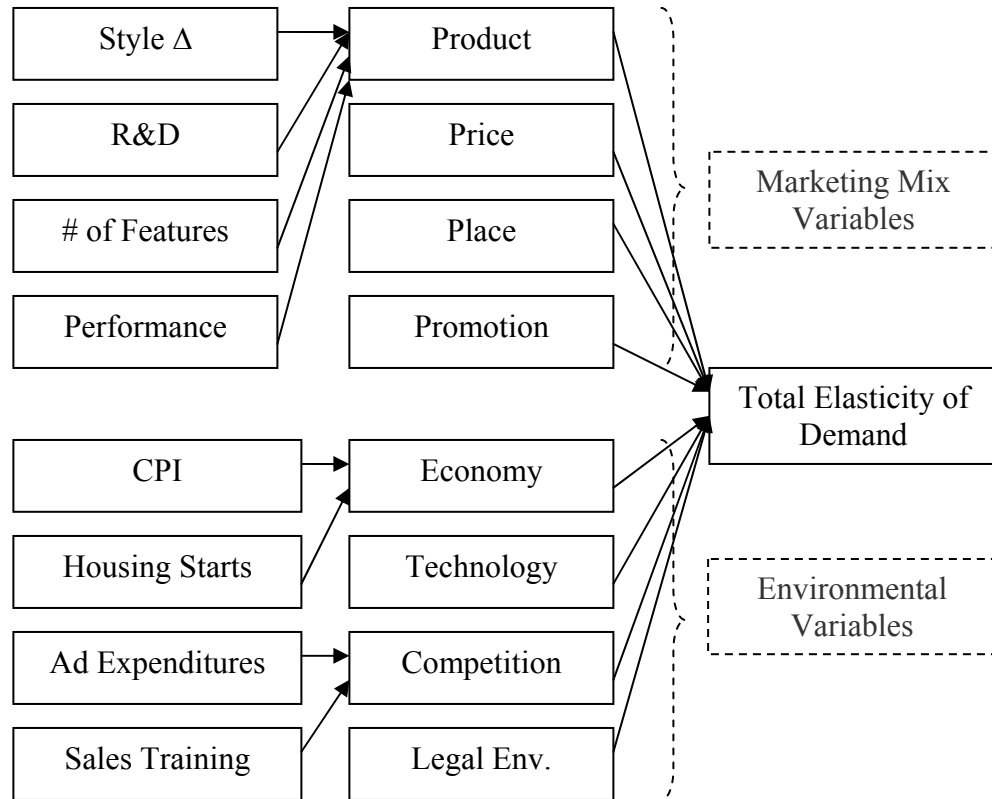 Style Δ
Product
R&D
Price
Marketing Mix
Variables
# of Features
Place
Performance
Promotion
Total Elasticity of
Demand
CPI
Economy
Housing Starts
Technology
Environmental
Variables
Ad Expenditures
Competition
Sales Training
Legal Env.